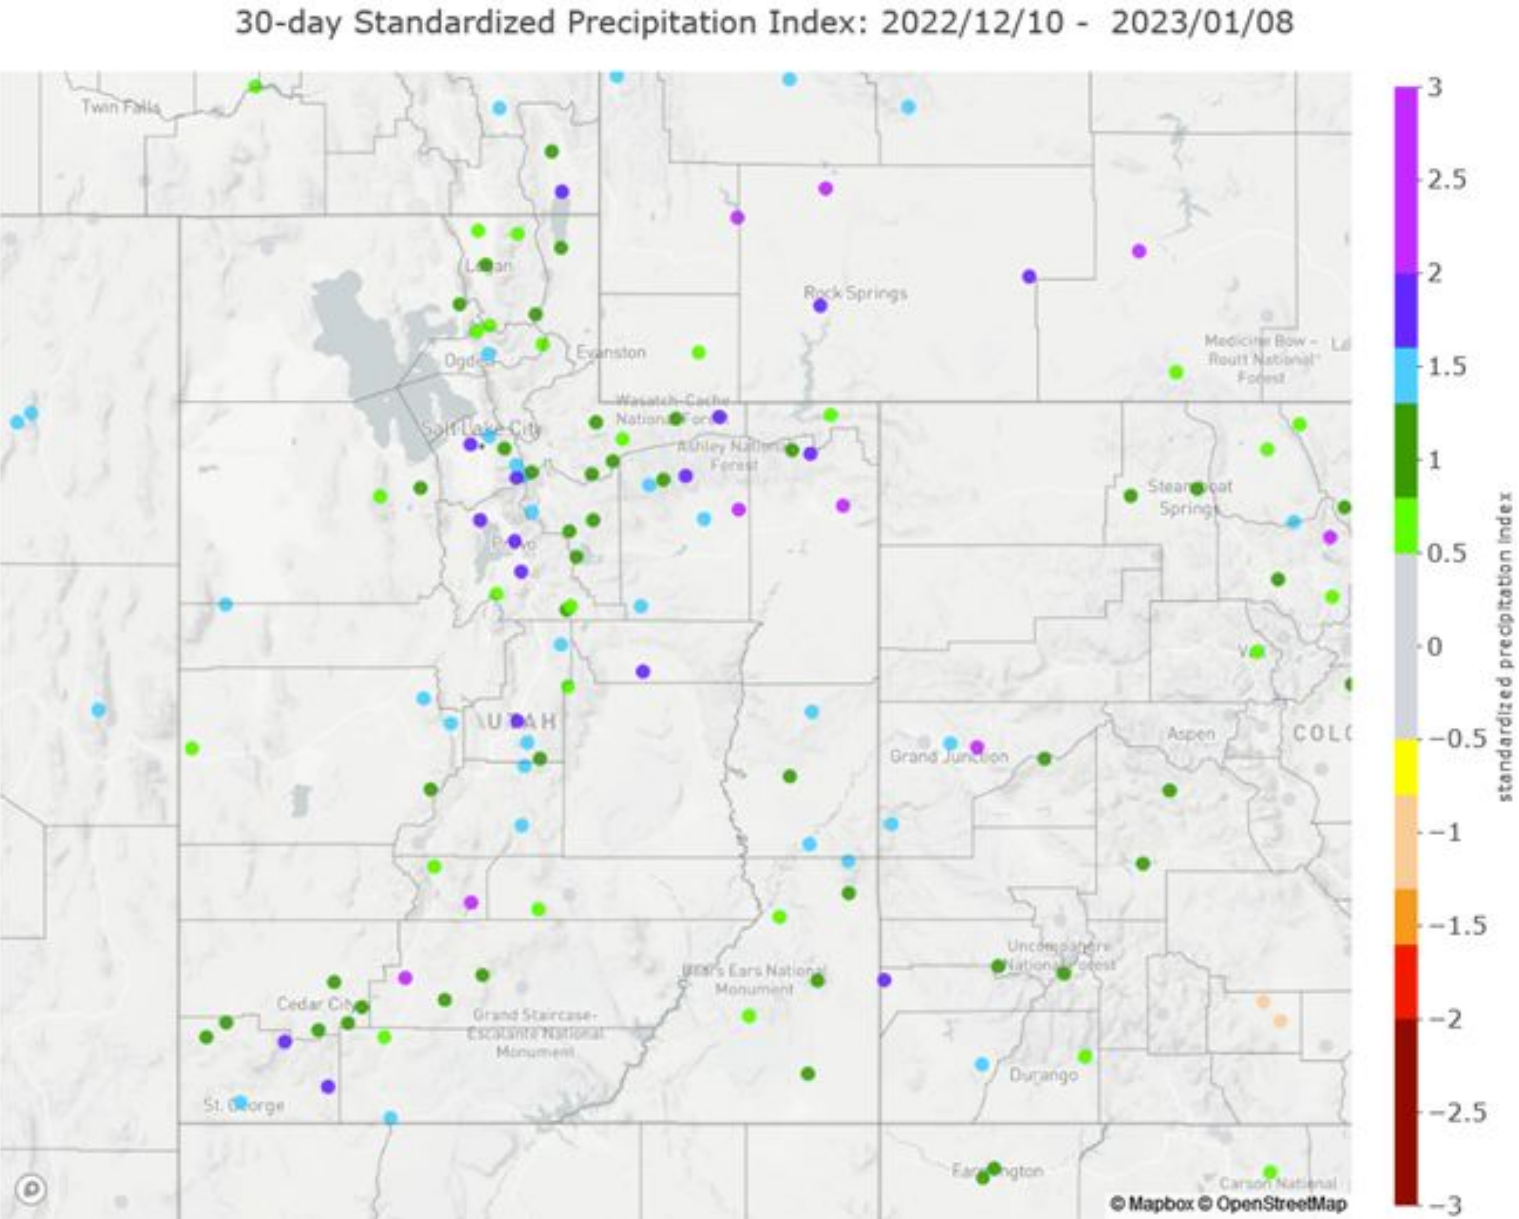 30-day Standardized Precipitation Index: 2022/12/10 - 2023/01/08
Twin Falls
Logan
Rock Springs
Ogden
Evanston
Medicine Bow –
Routt National
Forest
Wasatch-Cache
National Forest
Salt Lake City
Ashley National
Forest
Steamboat
Springs
Provo
UTAH
Aspen
COLO
Grand Junction
Uncompahgre
National Forest
Bears Ears National
Monument
Cedar City
Grand Staircase-
Escalante National
Monument
Durango
St. George
Farmington
Carson National
© Mapbox © OpenStreetMap
3
2.5
2
1.5
1
0.5
0
−0.5
−1
−1.5
−2
−2.5
−3
standardized precipitation index